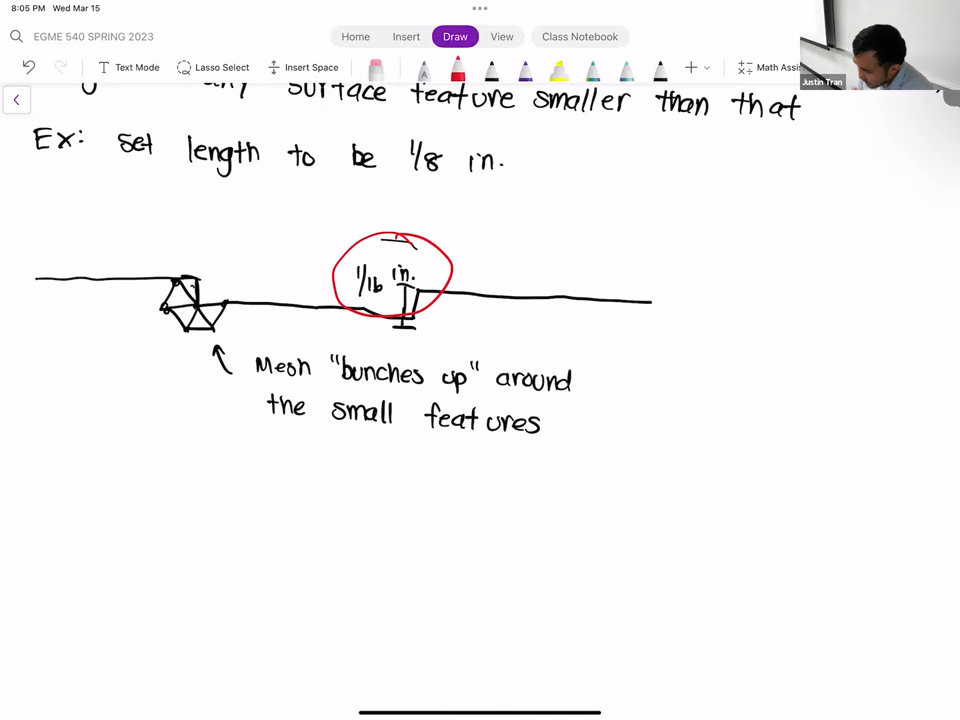 8:05 PM Wed Mar 15
EGME 540 SPRING 2023
Home Insert Draw View Class Notebook
Text Mode Lasso Select Insert Space A Math Assis
Justin Tran
surface feature smaller than that
Ex: set length to be 1/8 in.
1/16 in.
Mesh "bunches up" around
the small features